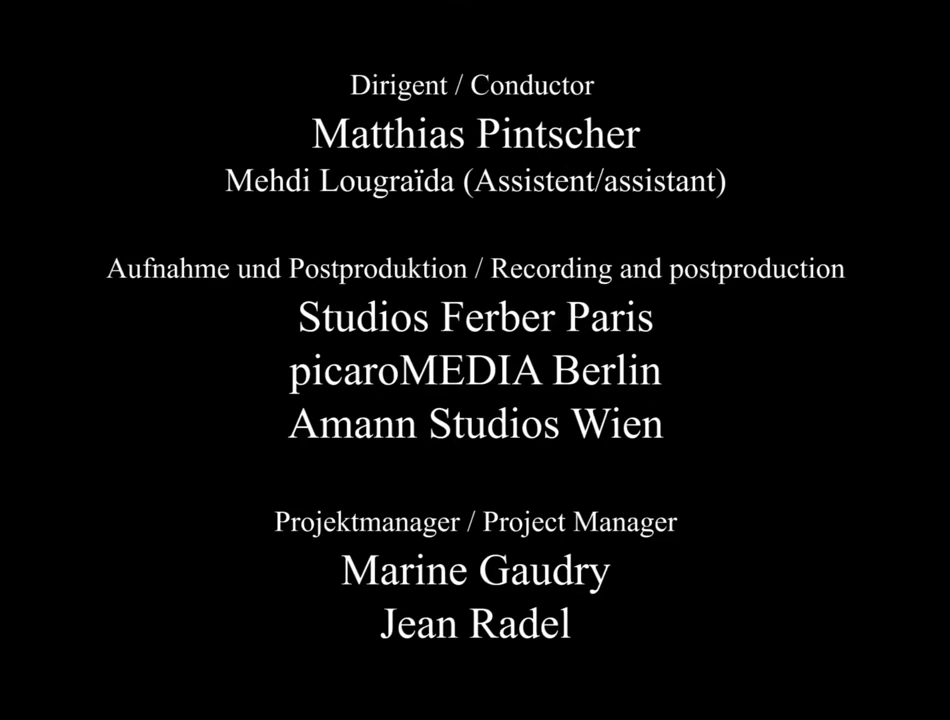 Dirigent / Conductor
Matthias Pintscher
Mehdi Lougraïda (Assistent/assistant)
Aufnahme und Postproduktion / Recording and postproduction
Studios Ferber Paris
picaroMEDIA Berlin
Amann Studios Wien
Projektmanager / Project Manager
Marine Gaudry
Jean Radel